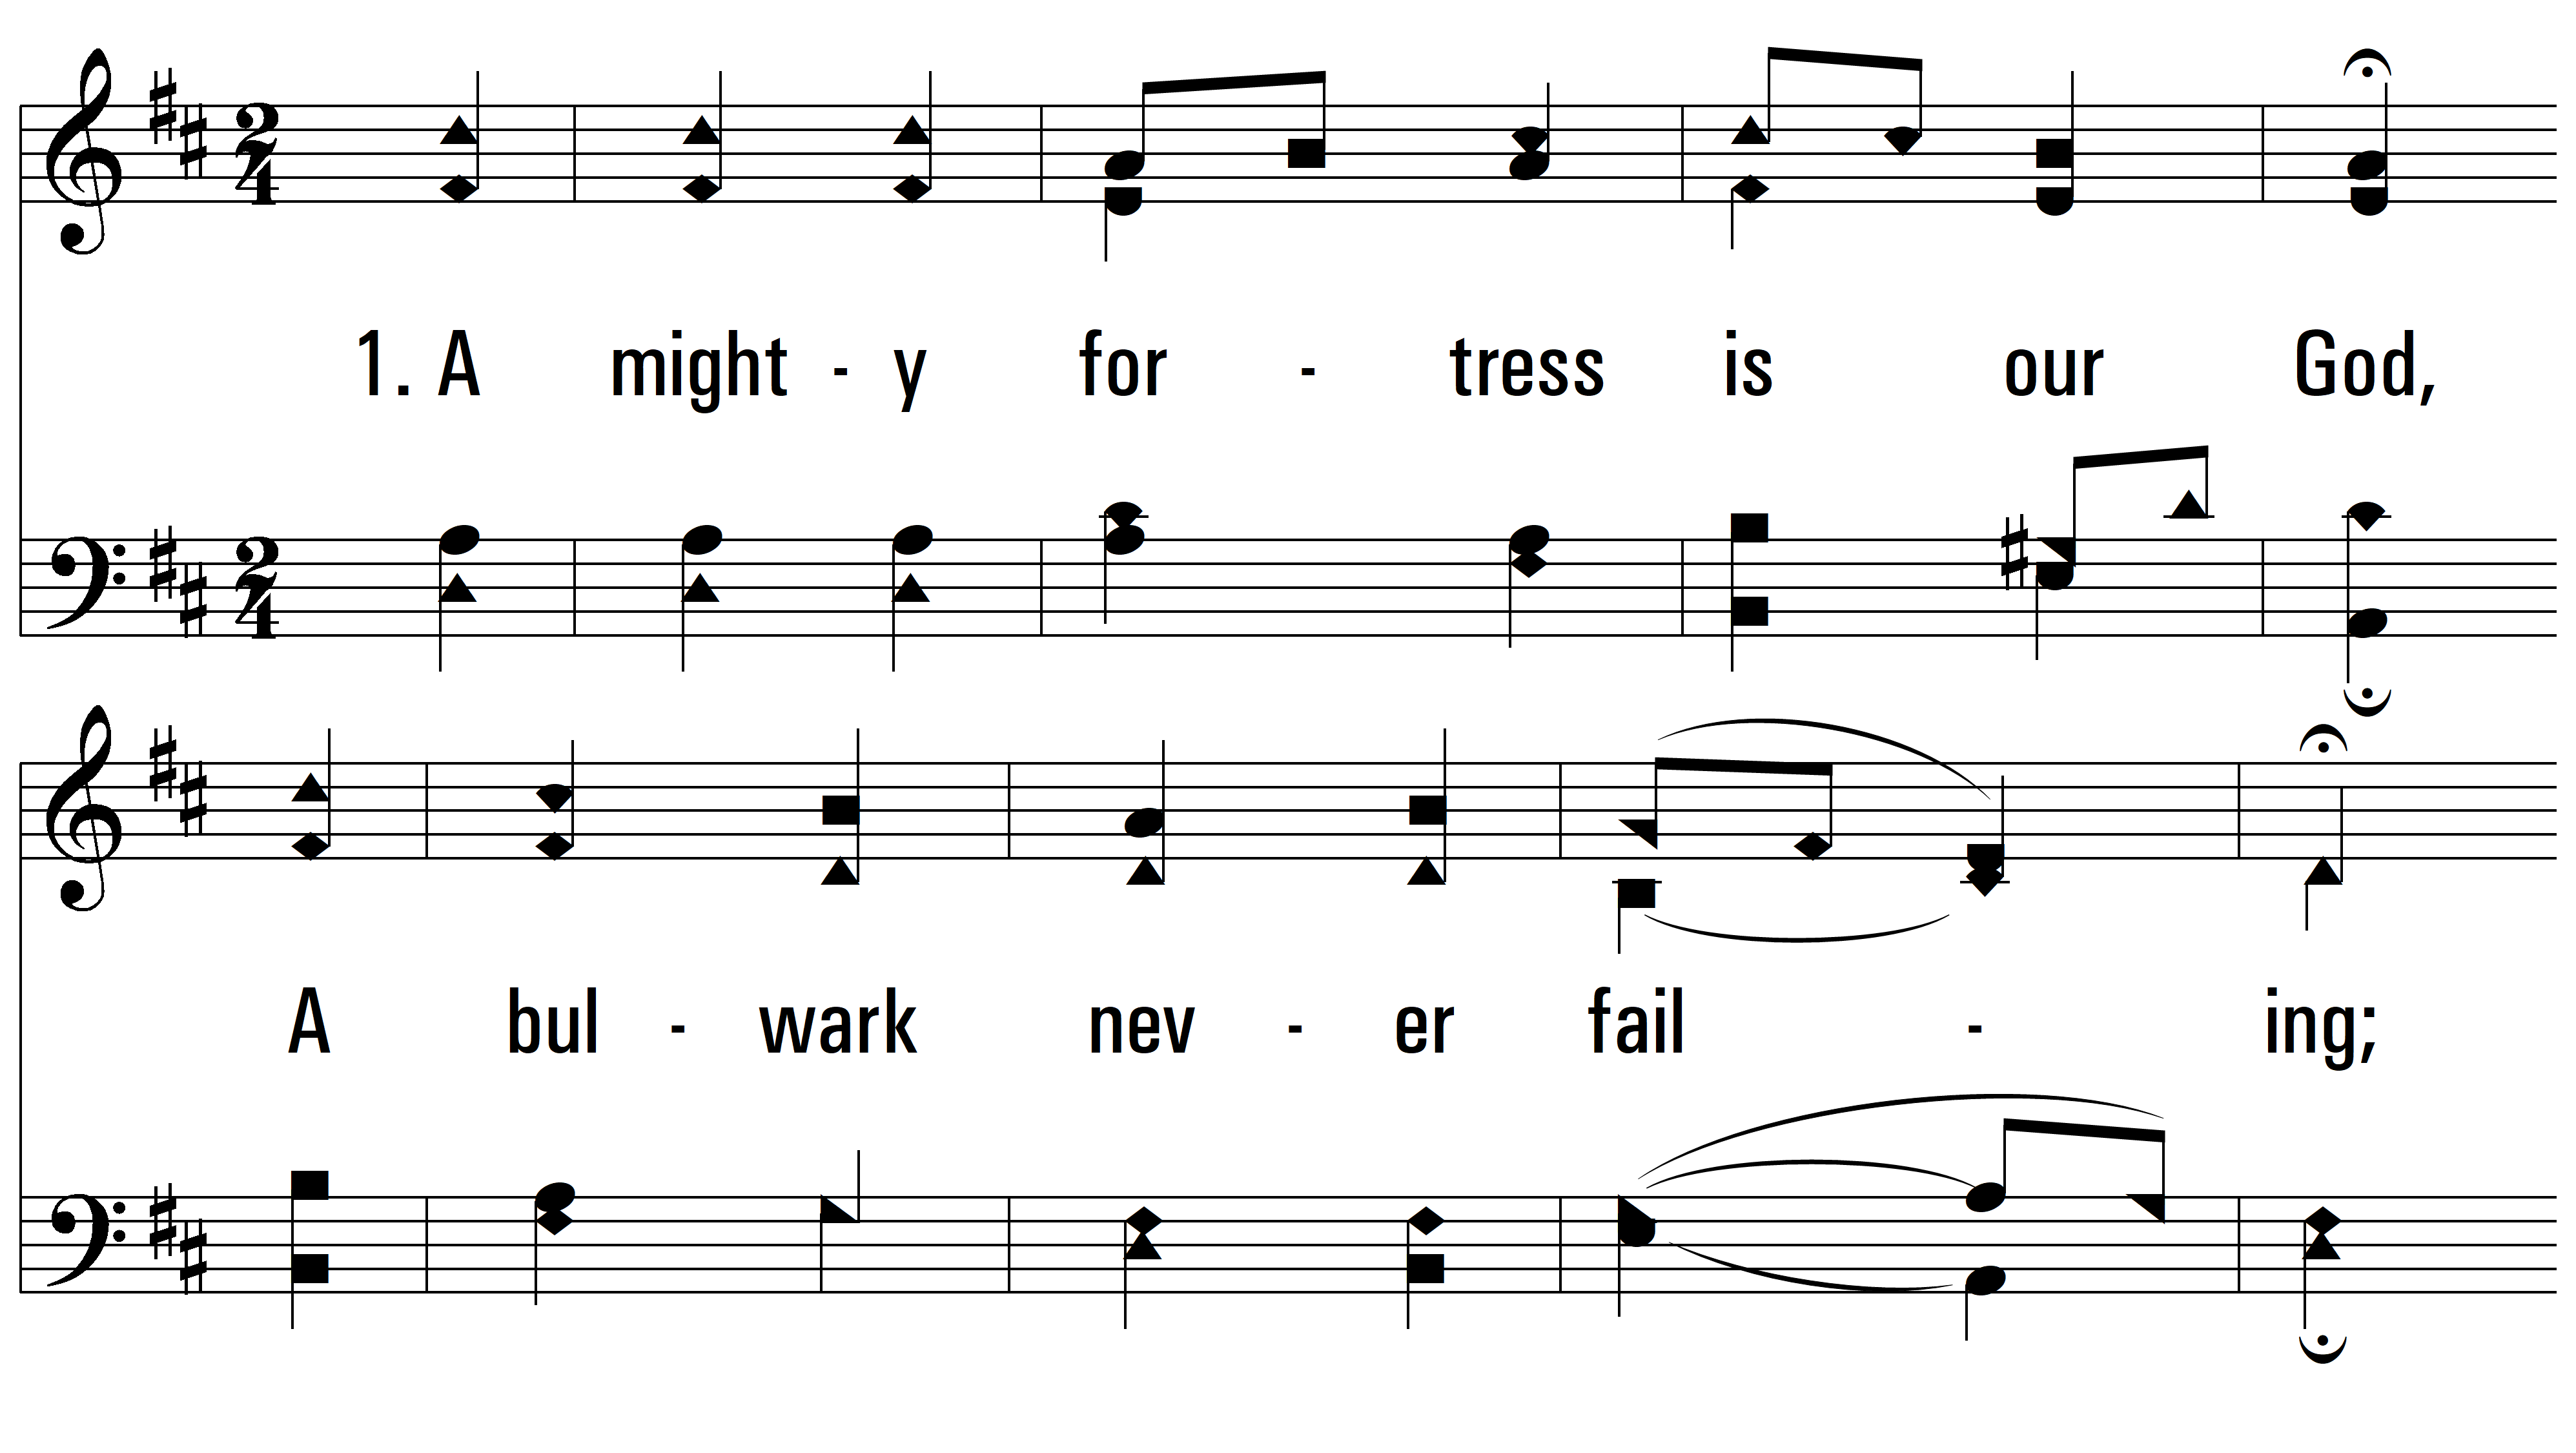 1. A might - y for - tress is our God,
A bul - wark nev - er fail - ing;